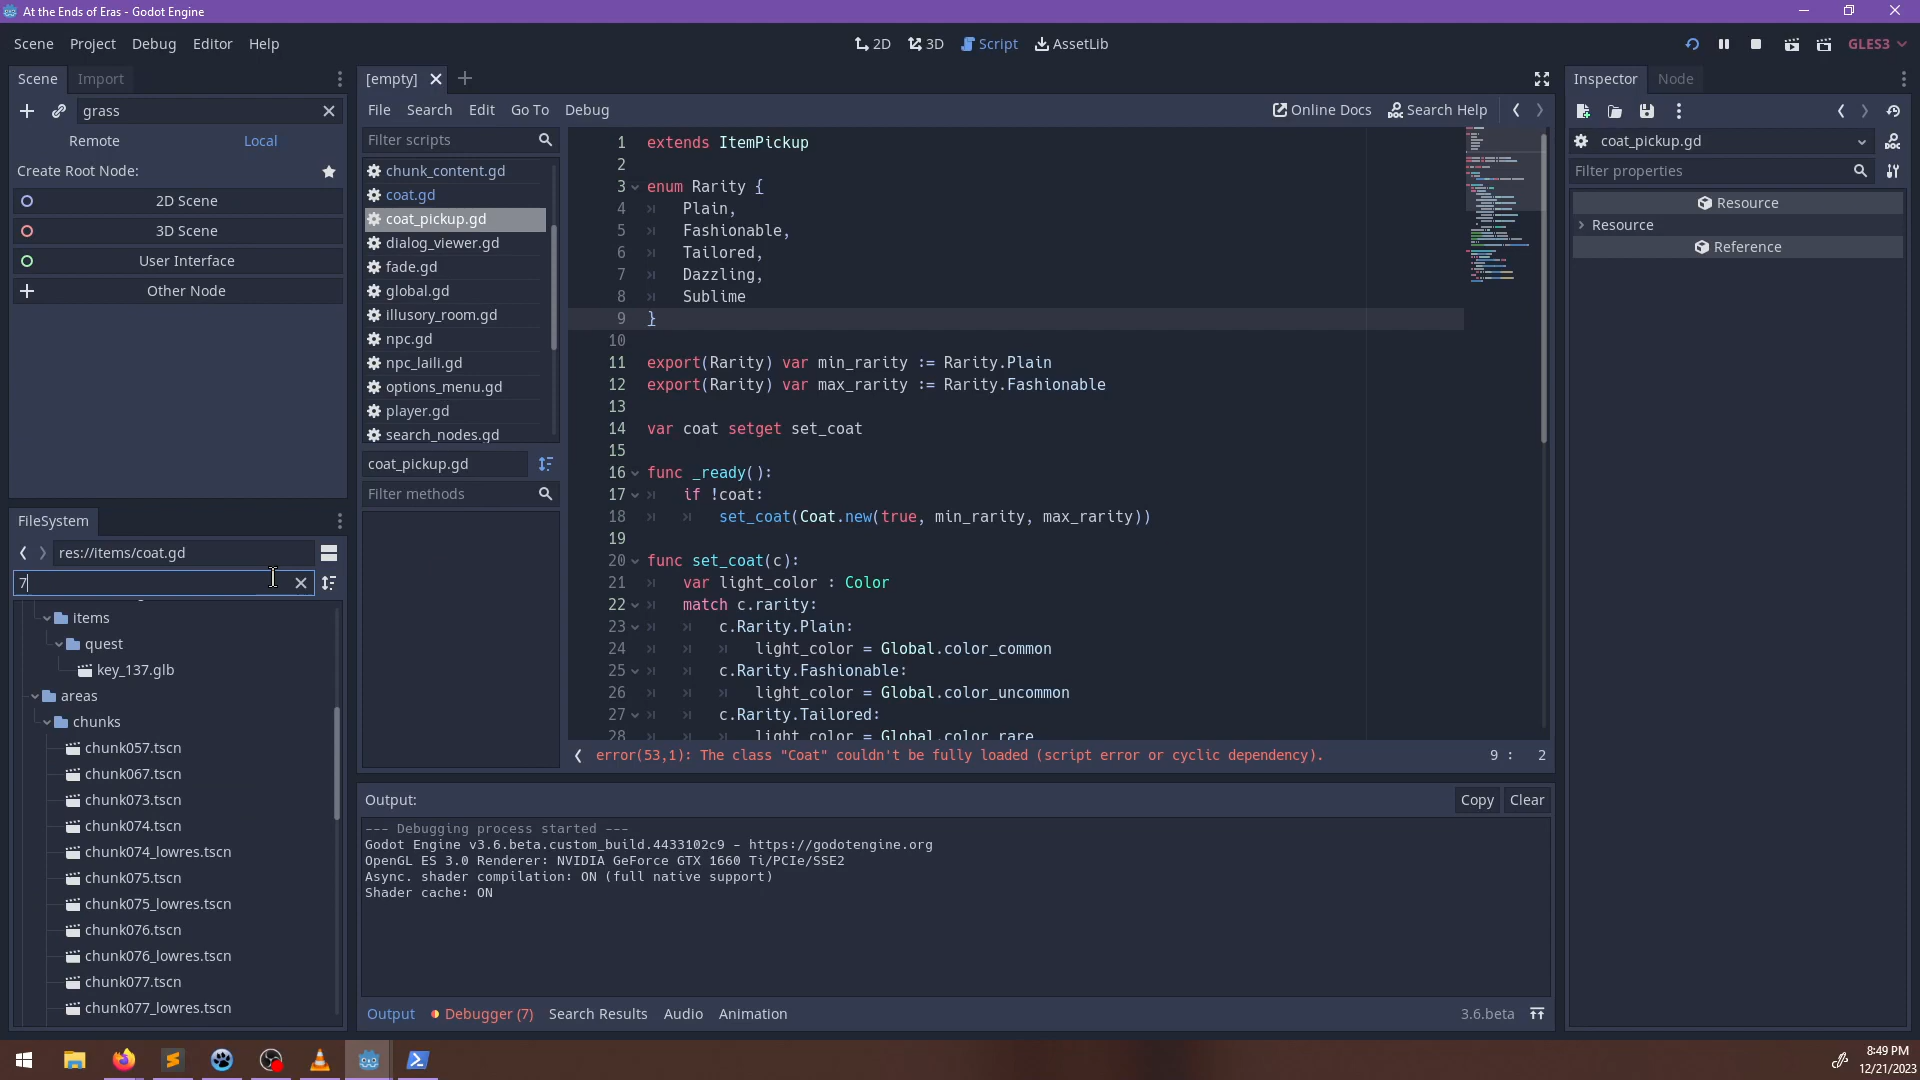 At the Ends of Eras - Godot Engine
Scene Project Debug Editor Help
2D 3D Script AssetLib
GLES3
Scene Import
grass
Remote Local
Create Root Node:
2D Scene
3D Scene
User Interface
Other Node
FileSystem
res://items/coat.gd
7
items
quest
key_137.glb
areas
chunks
chunk057.tscn
chunk067.tscn
chunk073.tscn
chunk074.tscn
chunk074_lowres.tscn
chunk075.tscn
chunk075_lowres.tscn
chunk076.tscn
chunk076_lowres.tscn
chunk077.tscn
chunk077_lowres.tscn
[empty]
File Search Edit Go To Debug
Online Docs Search Help
Filter scripts
chunk_content.gd
coat.gd
coat_pickup.gd
dialog_viewer.gd
fade.gd
global.gd
illusory_room.gd
npc.gd
npc_laili.gd
options_menu.gd
player.gd
search_nodes.gd
coat_pickup.gd
Filter methods
1 extends ItemPickup
2
3 enum Rarity {
4 Plain,
5 Fashionable,
6 Tailored,
7 Dazzling,
8 Sublime
9 }
10
11 export(Rarity) var min_rarity := Rarity.Plain
12 export(Rarity) var max_rarity := Rarity.Fashionable
13
14 var coat setget set_coat
15
16 func _ready():
17 if !coat:
18 set_coat(Coat.new(true, min_rarity, max_rarity))
19
20 func set_coat(c):
21 var light_color : Color
22 match c.rarity:
23 c.Rarity.Plain:
24 light_color = Global.color_common
25 c.Rarity.Fashionable:
26 light_color = Global.color_uncommon
27 c.Rarity.Tailored:
28 light_color = Global.color_rare
error(53,1): The class "Coat" couldn't be fully loaded (script error or cyclic dependency).
9 : 2
Output:
Copy Clear
--- Debugging process started ---
Godot Engine v3.6.beta.custom_build.4433102c9 - https://godotengine.org
OpenGL ES 3.0 Renderer: NVIDIA GeForce GTX 1660 Ti/PCIe/SSE2
Async. shader compilation: ON (full native support)
Shader cache: ON
Output Debugger (7) Search Results Audio Animation
3.6.beta
Inspector Node
coat_pickup.gd
Filter properties
Resource
Resource
Reference
8:49 PM
12/21/2023